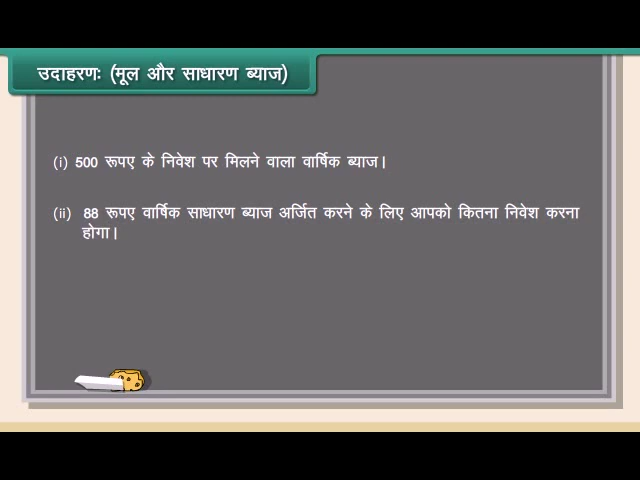 उदाहरणः (मूल और साधारण ब्याज)
(i) 500 रूपए के निवेश पर मिलने वाला वार्षिक ब्याज।
(ii) 88 रूपए वार्षिक साधारण ब्याज अर्जित करने के लिए आपको कितना निवेश करना
होगा।